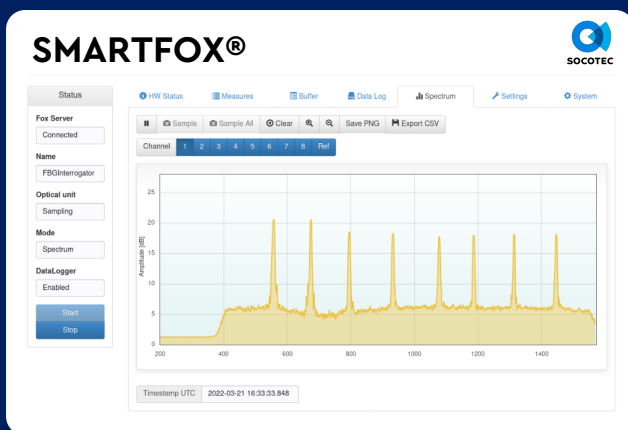 SMARTFOX®
SOCOTEC
Status
Fox Server
Connected
Name
FBGInterrogator
Optical unit
Sampling
Mode
Spectrum
DataLogger
Enabled
Start
Stop
HW Status Measures Buffer Data Log Spectrum Settings System
Sample Sample All Clear Save PNG Export CSV
Channel 1 2 3 4 5 6 7 8 Ref
Amplitude [dB]
25
20
15
10
5
0
200 400 600 800 1000 1200 1400
Timestamp UTC 2022-03-21 16:33:33.848